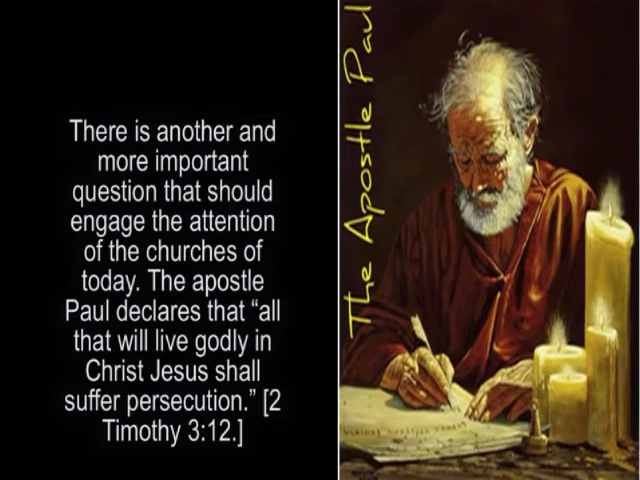 There is another and
more important
question that should
engage the attention
of the churches of
today. The apostle
Paul declares that “all
that will live godly in
Christ Jesus shall
suffer persecution.” [2
Timothy 3:12.]
The Apostle Paul